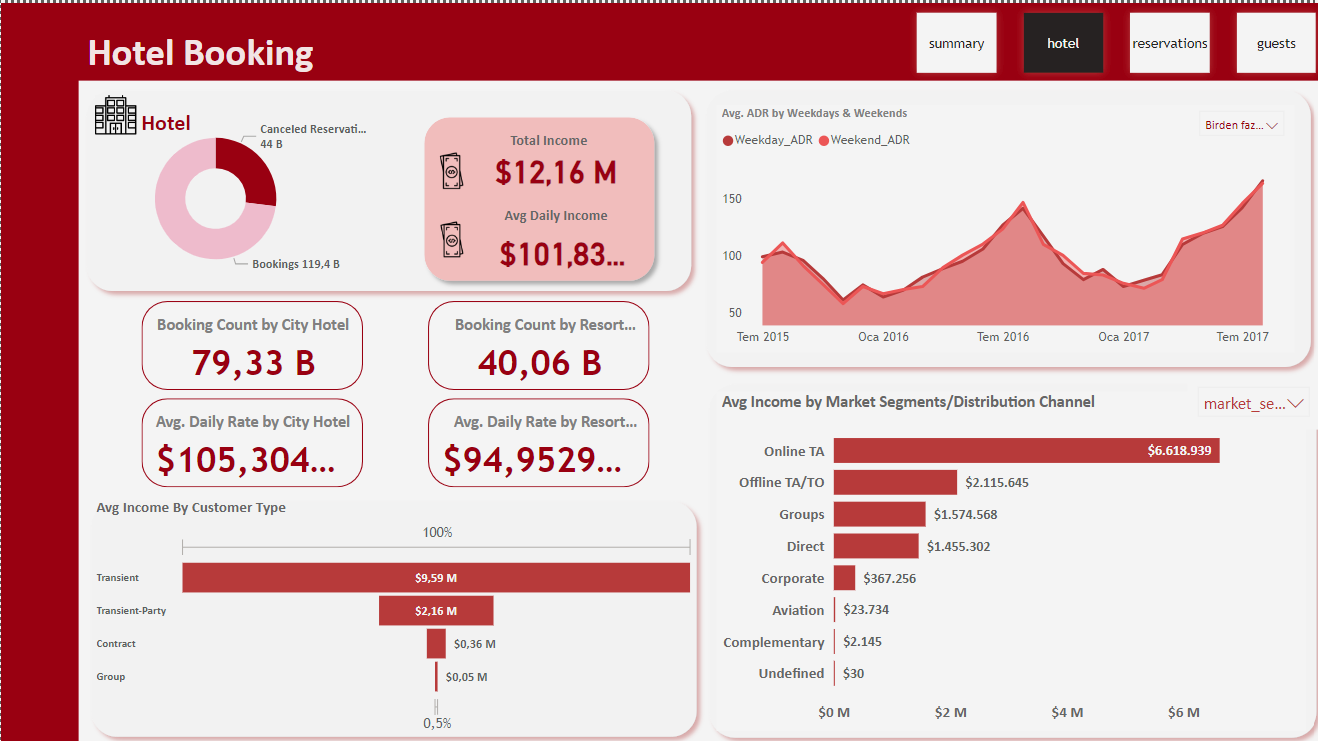 Hotel Booking
summary
hotel
reservations
guests
Hotel
Canceled Reservati...
44 B
Bookings 119,4 B
Total Income
$12,16 M
Avg Daily Income
$101,83...
Booking Count by City Hotel
79,33 B
Booking Count by Resort...
40,06 B
Avg. Daily Rate by City Hotel
$105,304...
Avg. Daily Rate by Resort...
$94,9529...
Avg Income By Customer Type
100%
Transient
$9,59 M
Transient-Party
$2,16 M
Contract
$0,36 M
Group
$0,05 M
0,5%
Avg. ADR by Weekdays & Weekends
Birden faz...
Weekday_ADR
Weekend_ADR
150
100
50
Tem 2015
Oca 2016
Tem 2016
Oca 2017
Tem 2017
Avg Income by Market Segments/Distribution Channel
market_se...
Online TA
$6.618.939
Offline TA/TO
$2.115.645
Groups
$1.574.568
Direct
$1.455.302
Corporate
$367.256
Aviation
$23.734
Complementary
$2.145
Undefined
$30
$0 M
$2 M
$4 M
$6 M